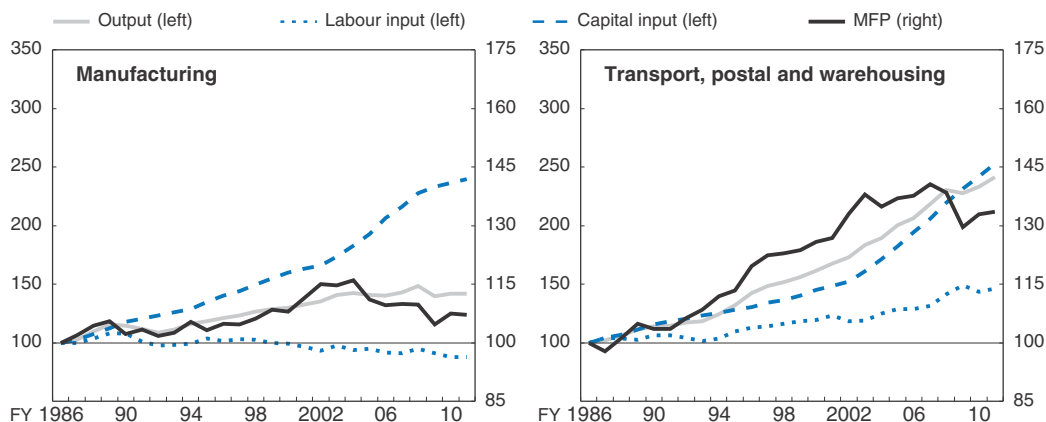 Output (left) Labour input (left) Capital input (left) MFP (right)
350 175 350 175
Manufacturing Transport, postal and warehousing
300 160 300 160
250 145 250 145
200 130 200 130
150 115 150 115
100 100 100 100
85 85
FY 1986 90 94 98 2002 06 10 FY 1986 90 94 98 2002 06 10